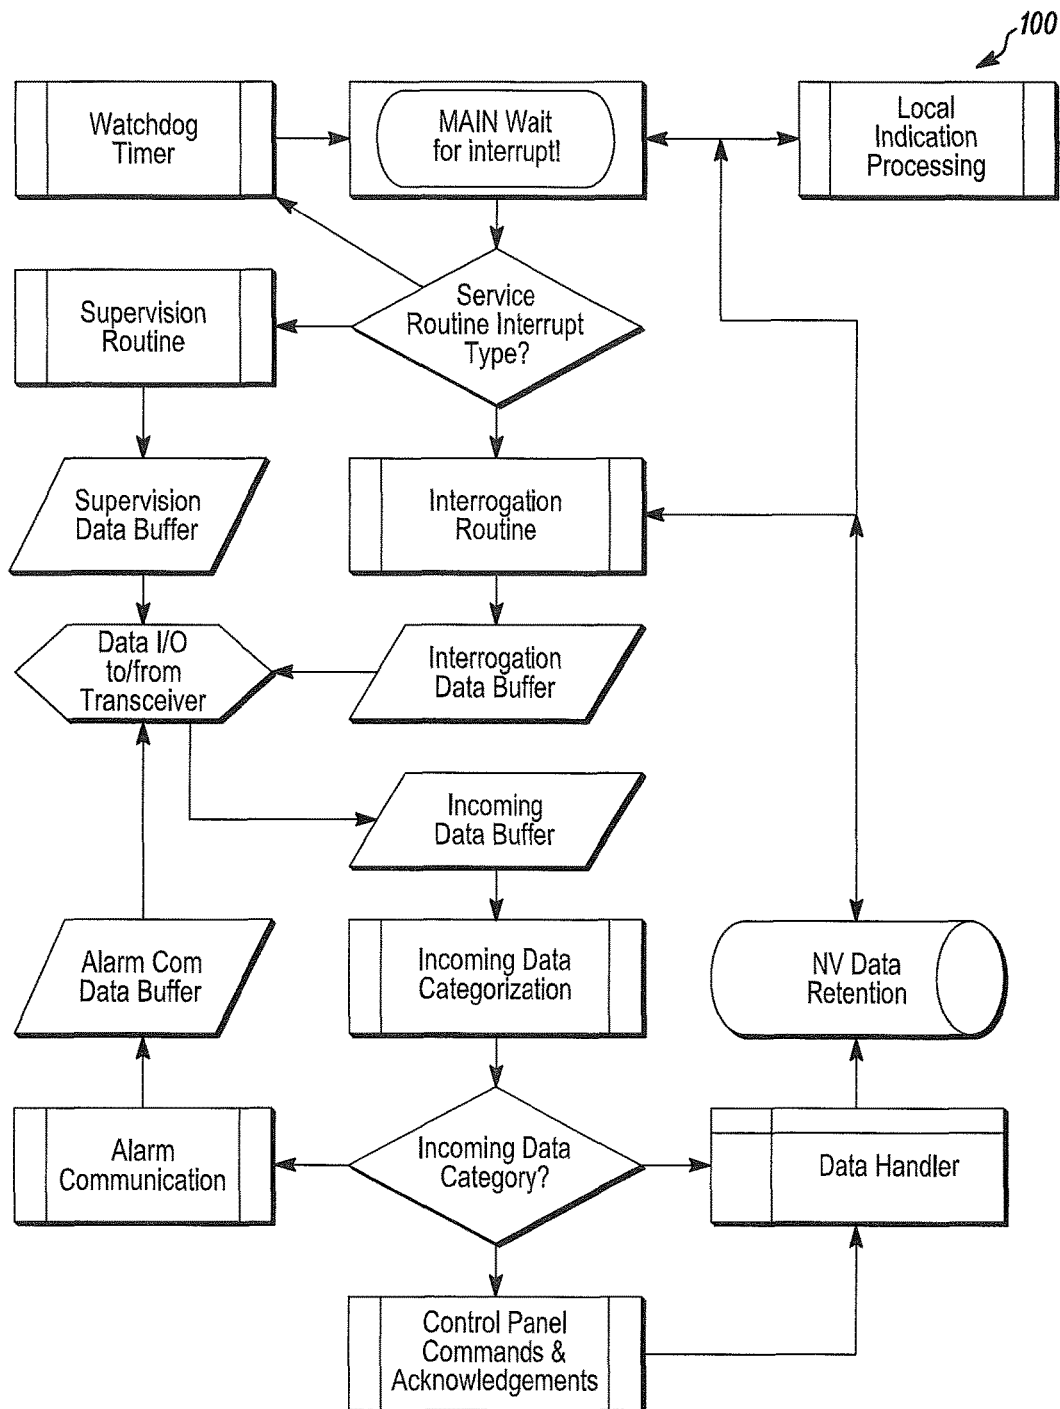 100
Watchdog
Timer
MAIN Wait
for interrupt!
Local
Indication
Processing
Supervision
Routine
Service
Routine Interrupt
Type?
Supervision
Data Buffer
Interrogation
Routine
Data I/O
to/from
Transceiver
Interrogation
Data Buffer
Incoming
Data Buffer
Alarm Com
Data Buffer
Incoming Data
Categorization
NV Data
Retention
Alarm
Communication
Incoming Data
Category?
Data Handler
Control Panel
Commands &
Acknowledgements